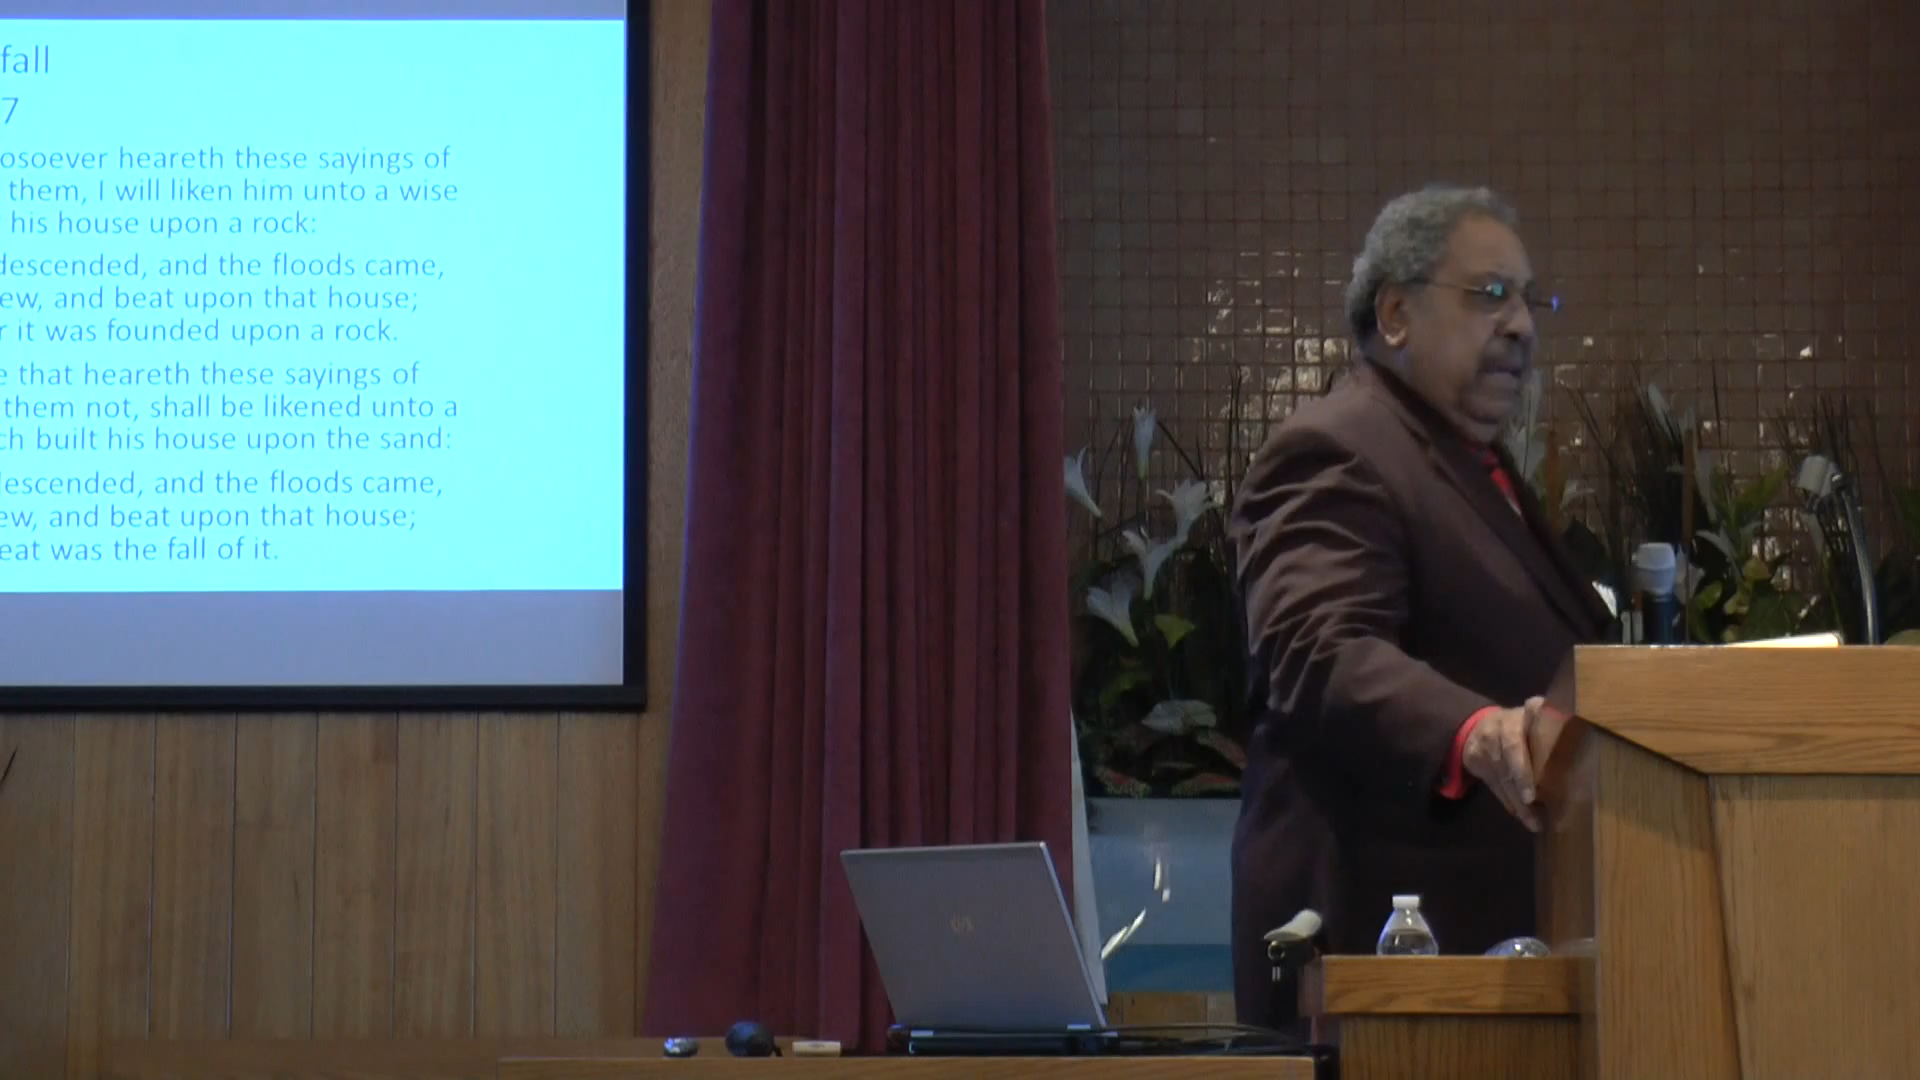 fall
7
osoever heareth these sayings of
them, I will liken him unto a wise
his house upon a rock:
descended, and the floods came,
ew, and beat upon that house;
r it was founded upon a rock.
e that heareth these sayings of
them not, shall be likened unto a
ch built his house upon the sand:
descended, and the floods came,
ew, and beat upon that house;
eat was the fall of it.